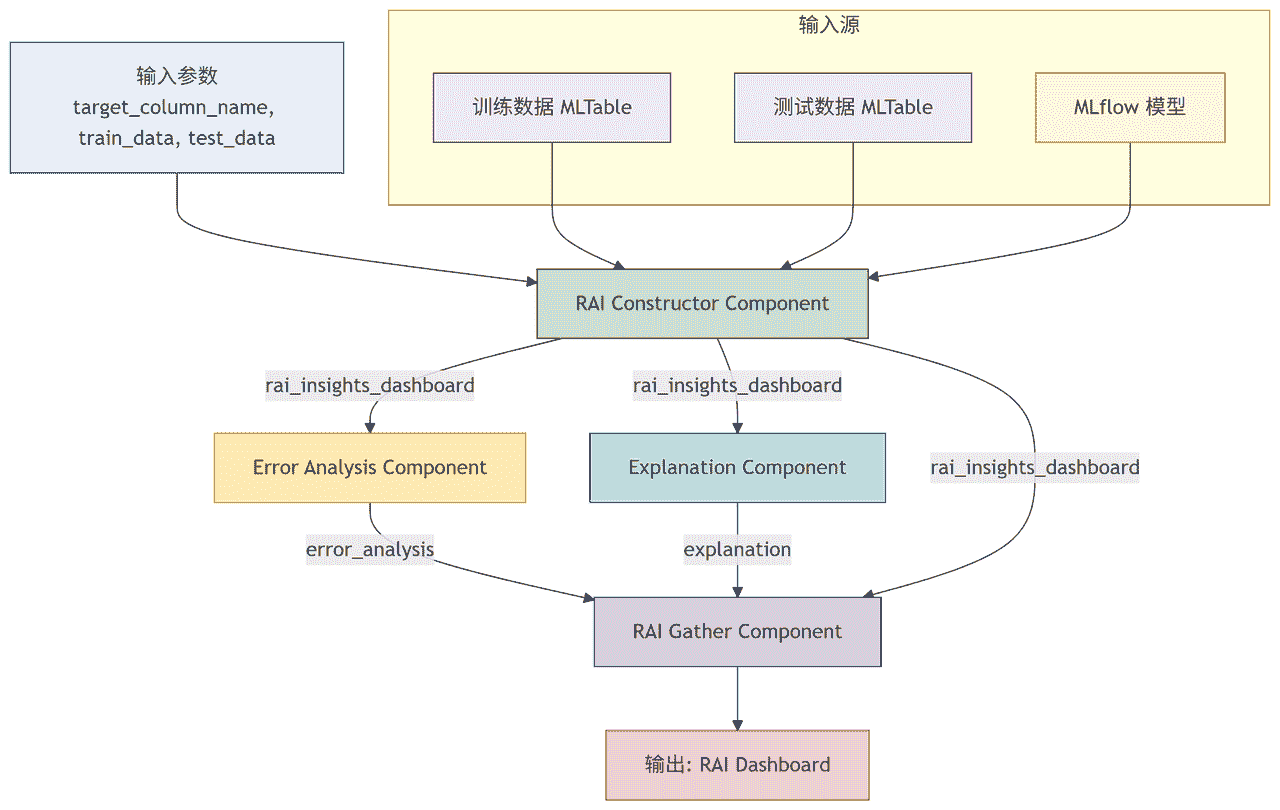 输入源
输入参数
target_column_name,
train_data, test_data
训练数据 MLTable
测试数据 MLTable
MLflow 模型
RAI Constructor Component
rai_insights_dashboard
rai_insights_dashboard
rai_insights_dashboard
Error Analysis Component
Explanation Component
error_analysis
explanation
RAI Gather Component
输出: RAI Dashboard